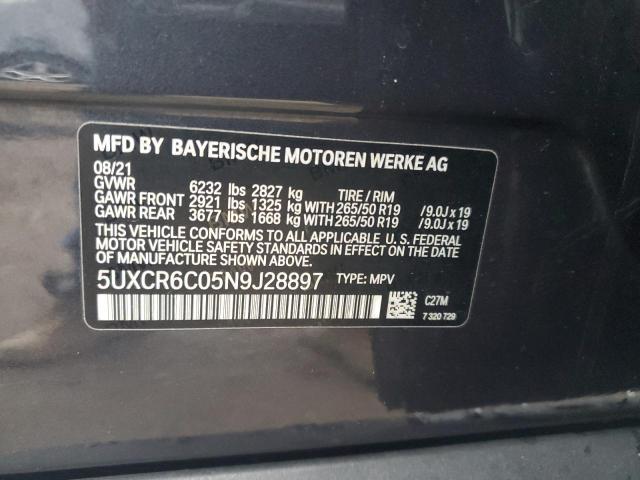 MFD BY BAYERISCHE MOTOREN WERKE AG
08/21
GVWR 6232 lbs 2827 kg TIRE / RIM
GAWR FRONT 2921 lbs 1325 kg WITH 265/50 R19 /9.0J x 19
GAWR REAR 3677 lbs 1668 kg WITH 265/50 R19 /9.0J x 19
THIS VEHICLE CONFORMS TO ALL APPLICABLE U. S. FEDERAL
MOTOR VEHICLE SAFETY STANDARDS IN EFFECT ON THE DATE
OF MANUFACTURE SHOWN ABOVE.
5UXCR6C05N9J28897 TYPE: MPV
C27M
7 320 729